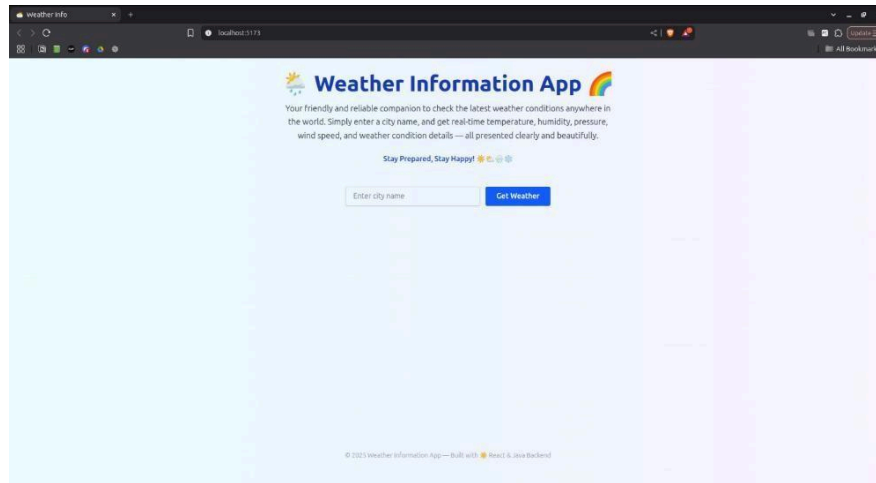 Weather Info
localhost:5173
Update
All Bookmark
🌦️ Weather Information App 🌈
Your friendly and reliable companion to check the latest weather conditions anywhere in
the world. Simply enter a city name, and get real-time temperature, humidity, pressure,
wind speed, and weather condition details — all presented clearly and beautifully.
Stay Prepared, Stay Happy! ☀️⛅🌧️❄️
Enter city name
Get Weather
© 2025 Weather Information App — Built with ☀️ React & Java Backend